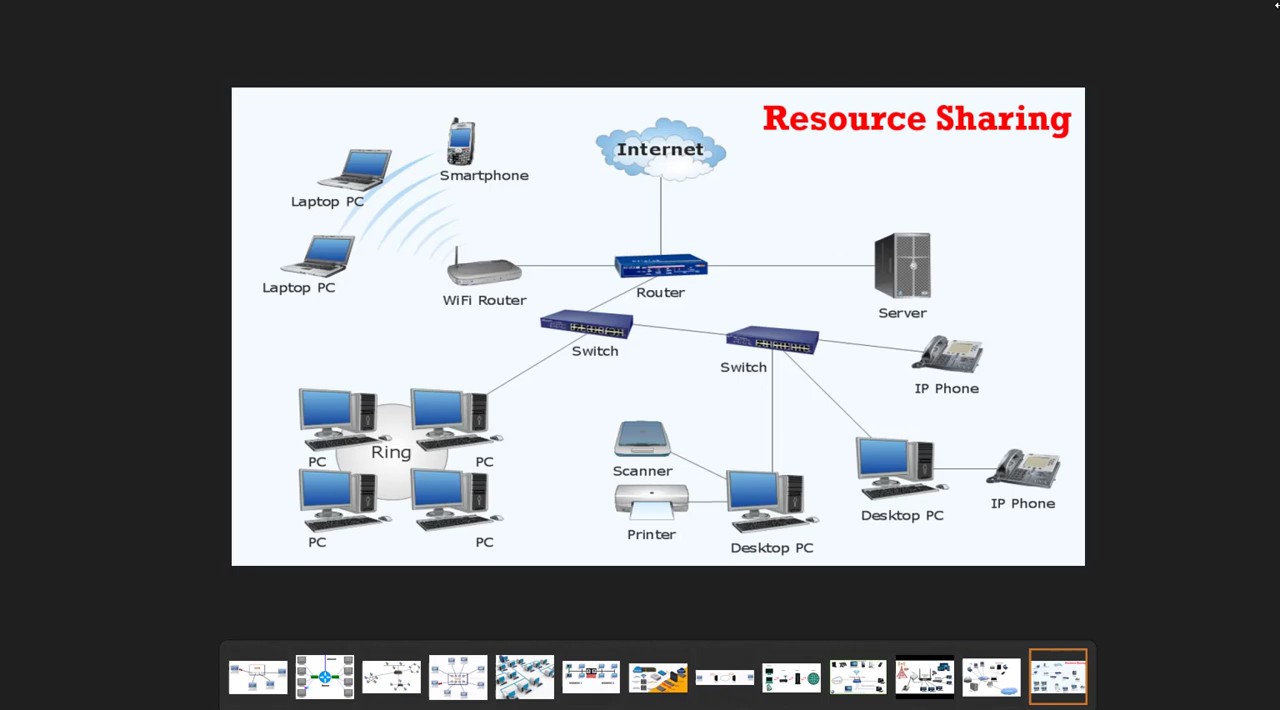 Resource Sharing
Internet
Smartphone
Laptop PC
Laptop PC
WiFi Router
Router
Server
Switch
Switch
IP Phone
Ring
PC
PC
PC
PC
Scanner
Printer
Desktop PC
Desktop PC
IP Phone